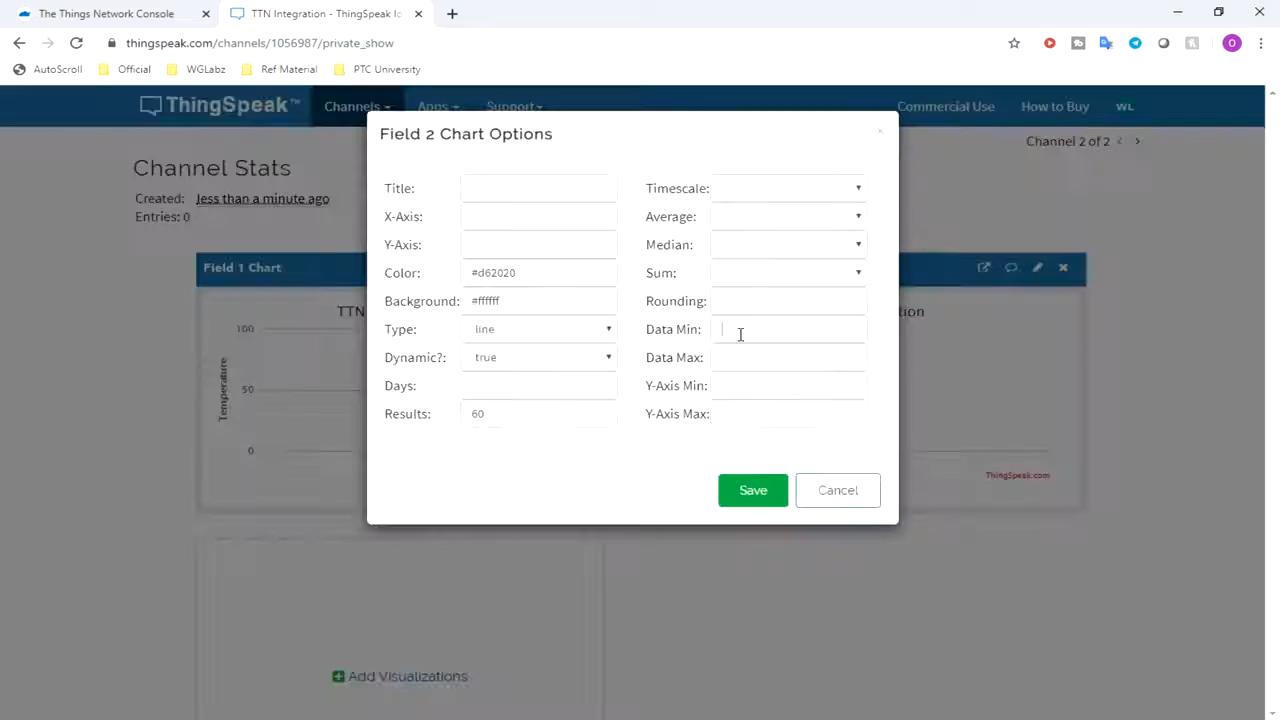 The Things Network Console
TTN Integration - ThingSpeak Io
thingspeak.com/channels/1056987/private_show
O
AutoScroll
Official
WGLabz
Ref Material
PTC University
ThingSpeak™
Channels
Apps
Support
Commercial Use
How to Buy
WL
Channel Stats
Created: less than a minute ago
Entries: 0
Channel 2 of 2 < >
Field 1 Chart
TTN
100
50
0
Temperature
ThingSpeak.com
Add Visualizations
Field 2 Chart Options
×
Title:
X-Axis:
Y-Axis:
Color: #d62020
Background: #ffffff
Type: line
Dynamic?: true
Days:
Results: 60
Timescale:
Average:
Median:
Sum:
Rounding:
Data Min:
Data Max:
Y-Axis Min:
Y-Axis Max:
Save
Cancel